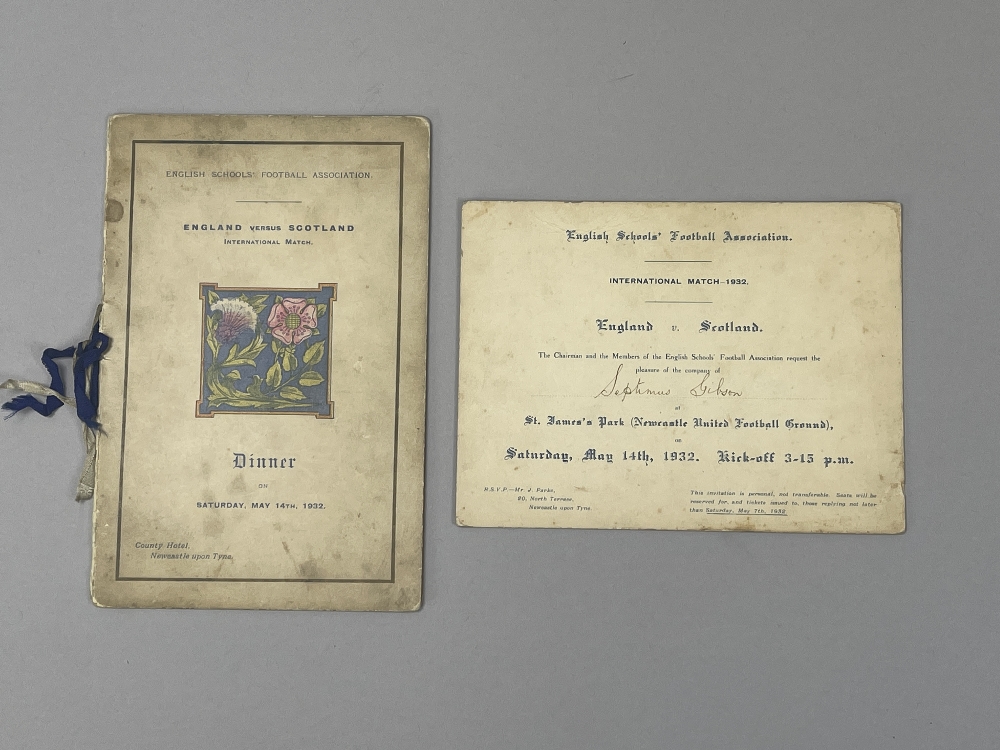 ENGLISH SCHOOLS' FOOTBALL ASSOCIATION.
ENGLAND VERSUS SCOTLAND
INTERNATIONAL MATCH.
Dinner
ON
SATURDAY, MAY 14TH, 1932.
County Hotel,
Newcastle upon Tyne.
English Schools' Football Association.
INTERNATIONAL MATCH—1932.
England v. Scotland.
The Chairman and the Members of the English Schools' Football Association request the
pleasure of the company of
Septimus Gibson
at
St. James's Park (Newcastle United Football Ground),
on
Saturday, May 14th, 1932. Kick-off 3-15 p.m.
R.S.V.P.—Mr. J. Parke,
20, North Terrace,
Newcastle upon Tyne.
This invitation is personal, not transferable. Seats will be
reserved for, and tickets issued to, those replying not later
than Saturday, May 7th, 1932.